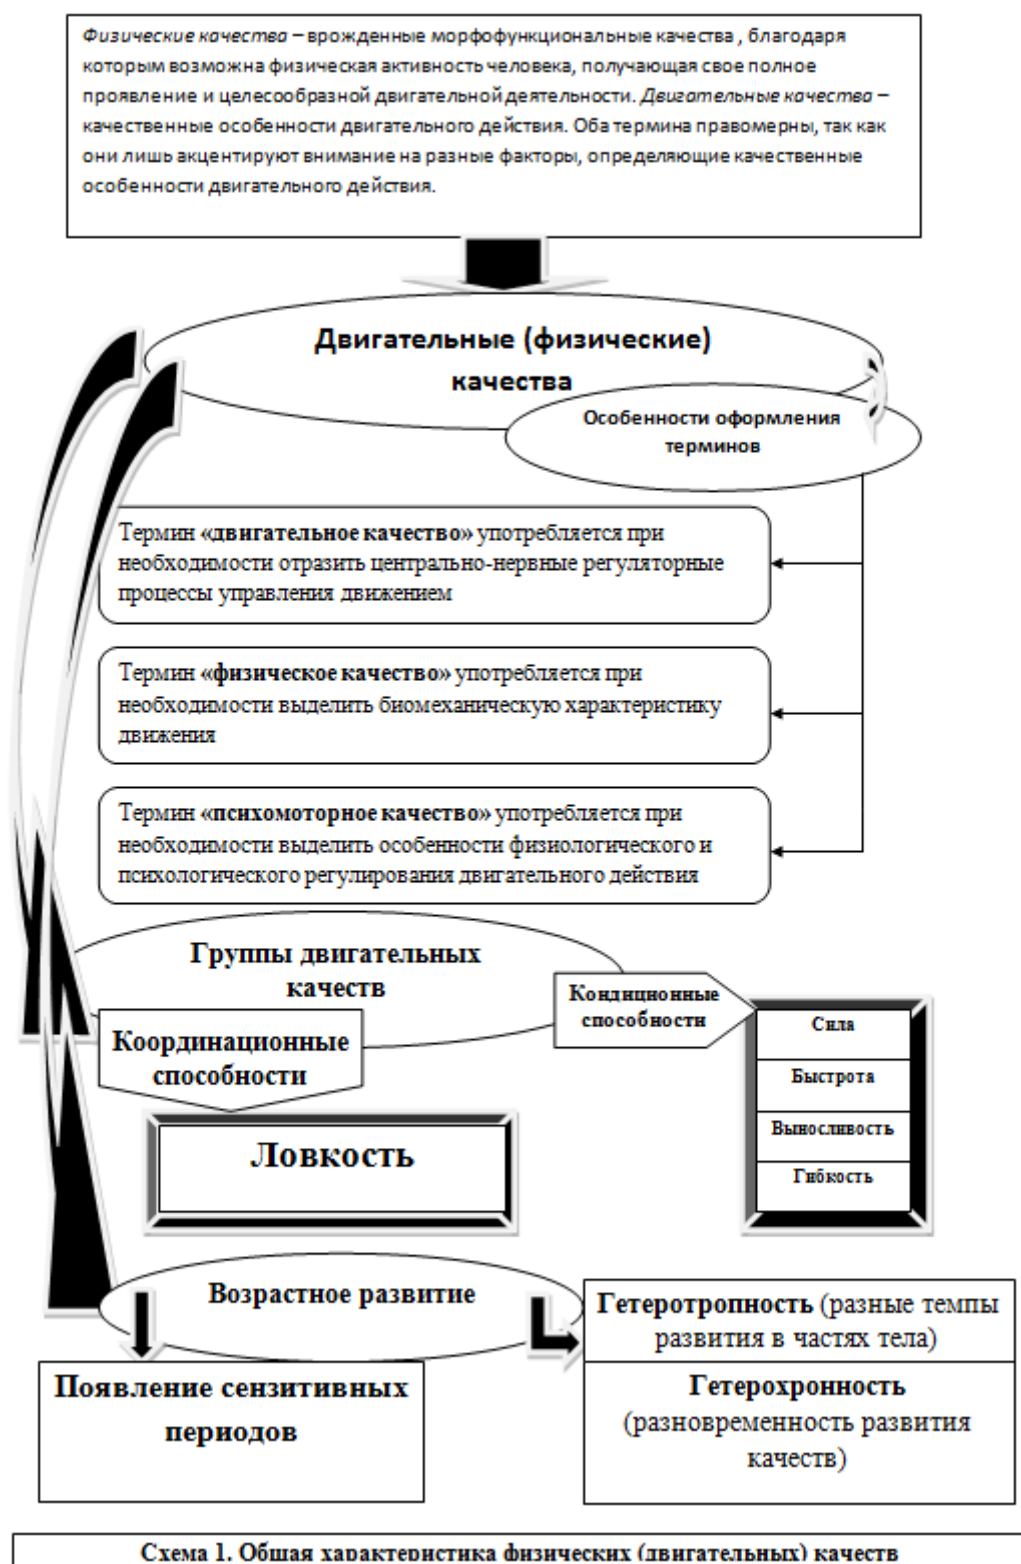 Физические качества – врожденные морфофункциональные качества , благодаря
которым возможна физическая активность человека, получающая свое полное
проявление и целесообразной двигательной деятельности. Двигательные качества –
качественные особенности двигательного действия. Оба термина правомерны, так как
они лишь акцентируют внимание на разные факторы, определяющие качественные
особенности двигательного действия.
Двигательные (физические)
качества
Особенности оформления
терминов
Термин «двигательное качество» употребляется при
необходимости отразить центрально-нервные регуляторные
процессы управления движением
Термин «физическое качество» употребляется при
необходимости выделить биомеханическую характеристику
движения
Термин «психомоторное качество» употребляется при
необходимости выделить особенности физиологического и
психологического регулирования двигательного действия
Группы двигательных
качеств
Кондиционные
способности
Координационные
способности
Сила
Быстрота
Выносливость
Гибкость
Ловкость
Возрастное развитие
Гетеротропность (разные темпы
развития в частях тела)
Гетерохронность
(разновременность развития
качеств)
Появление сензитивных
периодов
Схема 1. Общая характеристика физических (двигательных) качеств